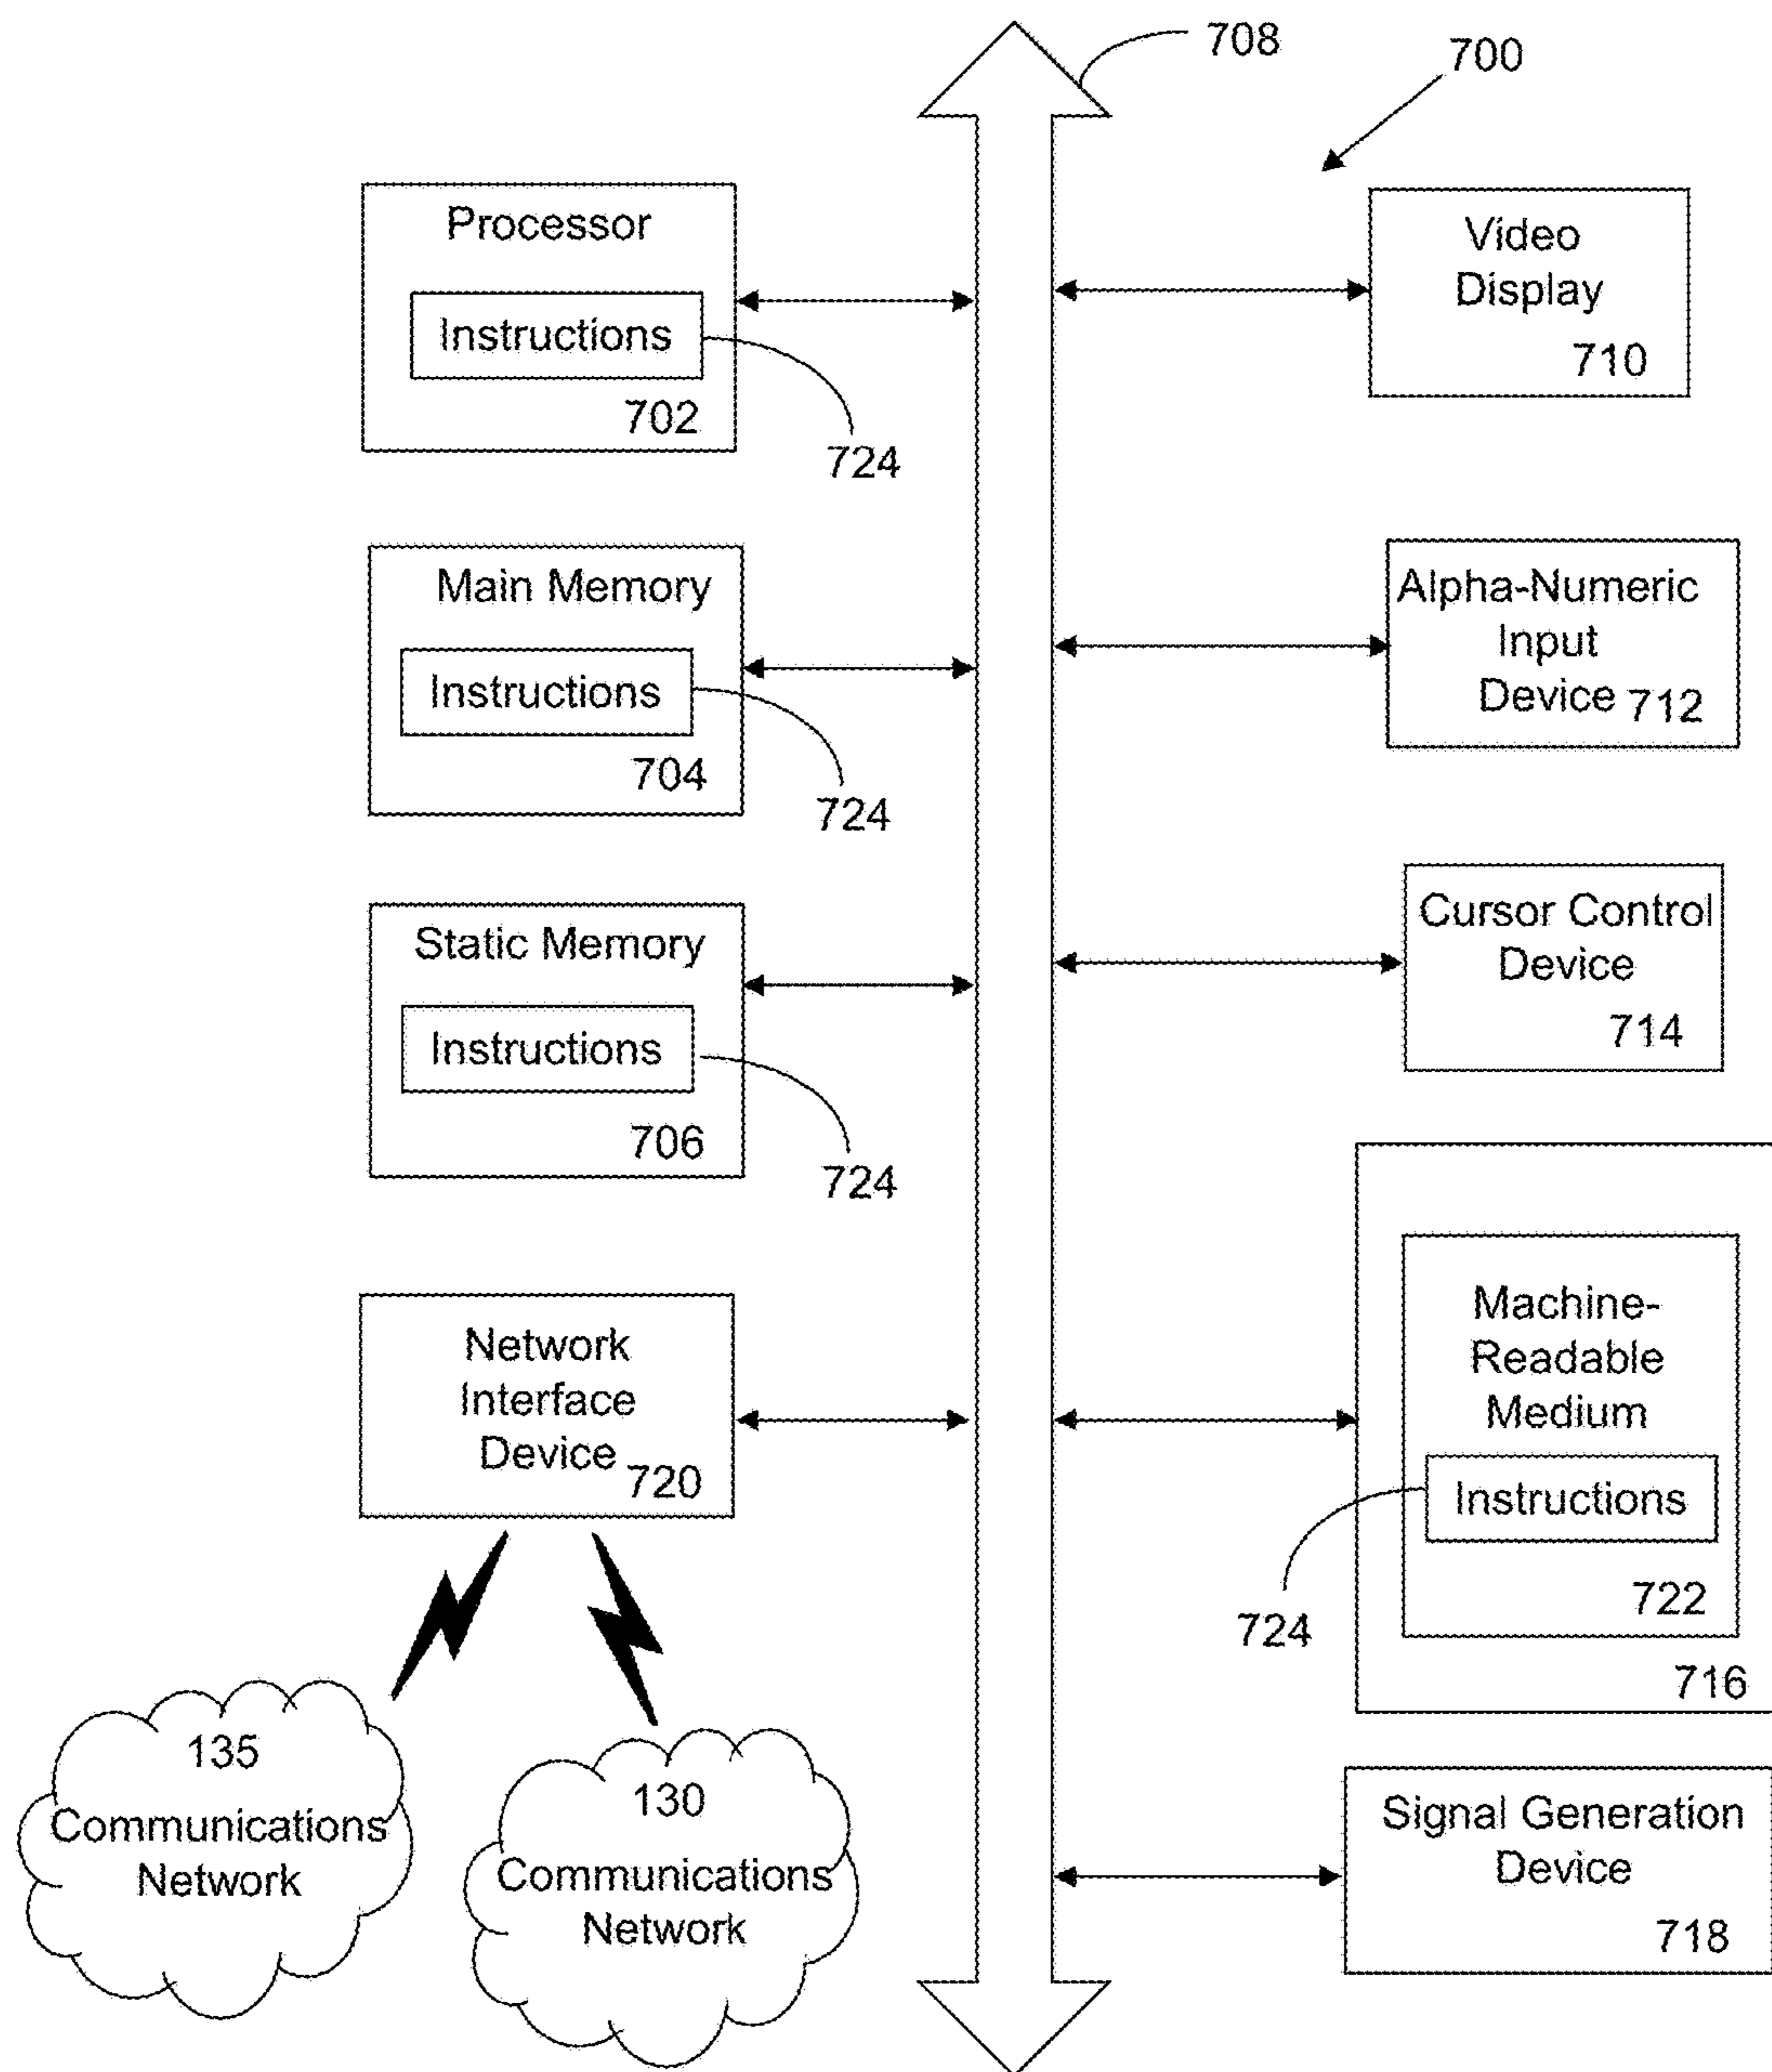 708
700
Processor
Instructions
702
724
Video
Display
710
Main Memory
Instructions
704
724
Alpha-Numeric
Input
Device 712
Static Memory
Instructions
706
724
Cursor Control
Device
714
Network
Interface
Device 720
Machine-
Readable
Medium
Instructions
722
724
716
135
Communications
Network
130
Communications
Network
Signal Generation
Device
718